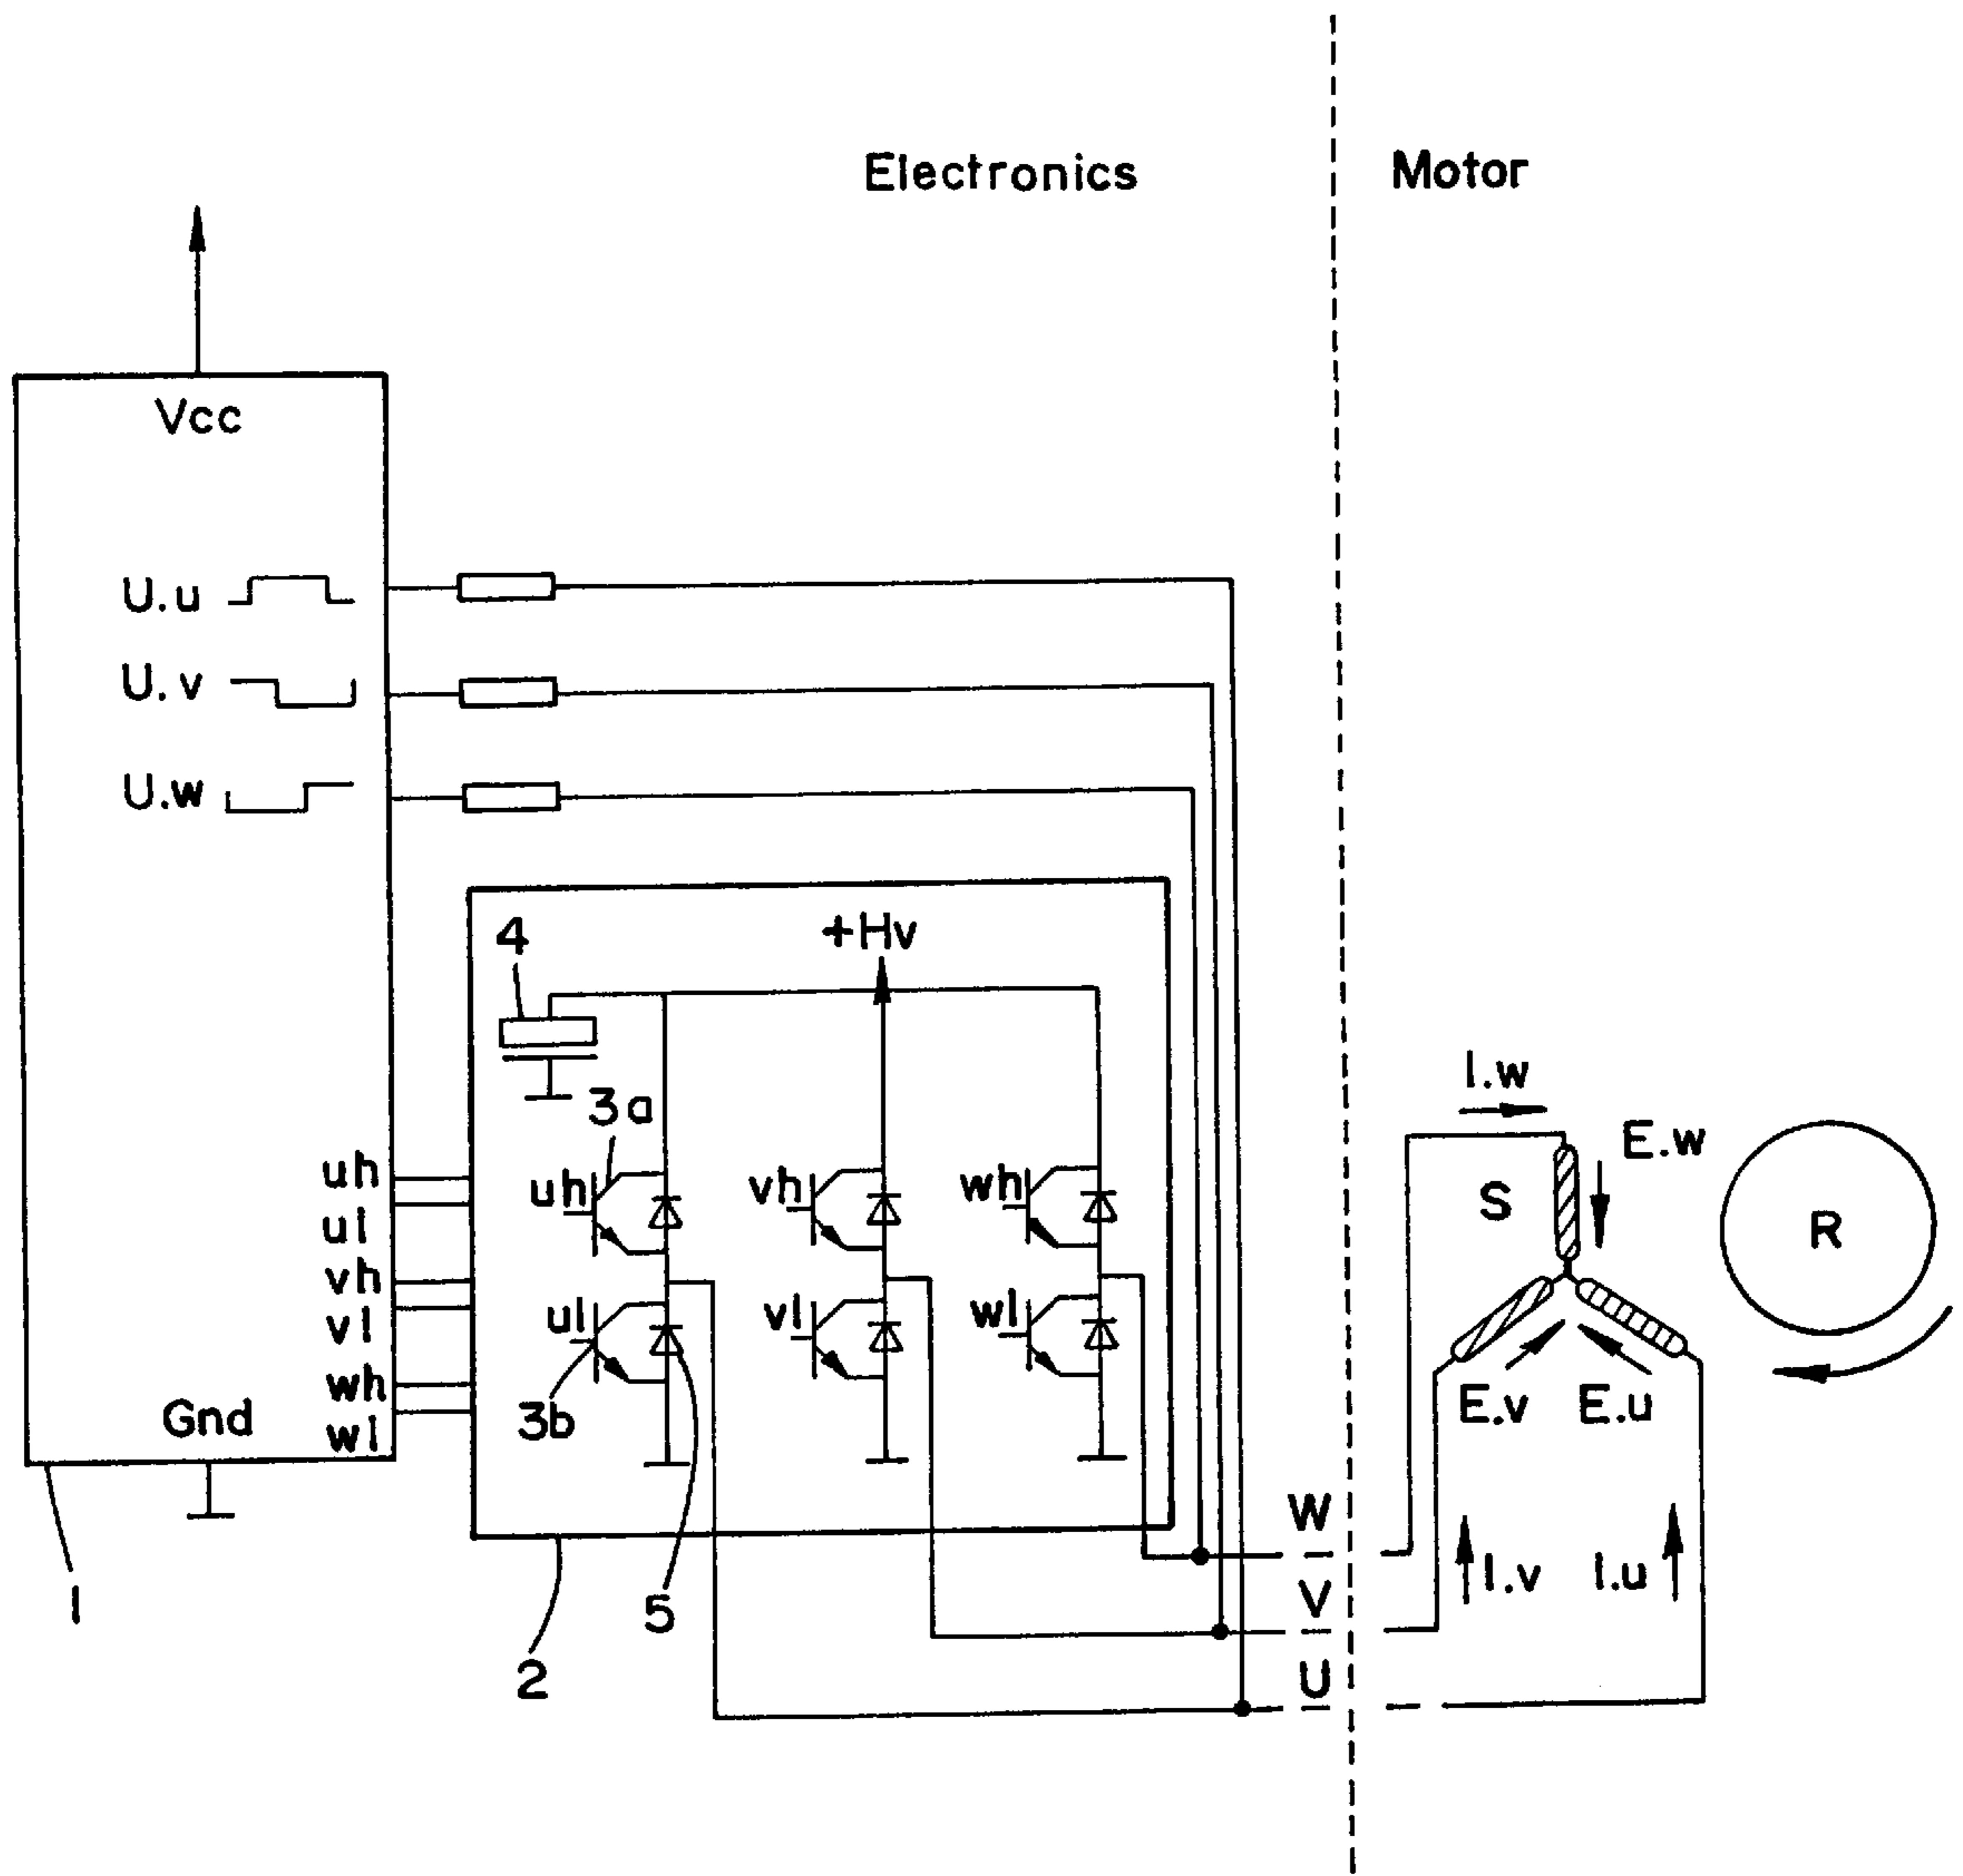 Electronics
Motor
Vcc
U.u
U.v
U.w
4
+Hv
3a
I.w
E.w
uh
ul
vh
vl
wh
wl
Gnd
uh
vh
wh
ul
vl
wl
3b
S
R
E.v
E.u
W
V
U
I.v
I.u
1
5
2